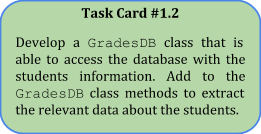 Task Card #1.2
Develop a GradesDB class that is
able to access the database with the
students information. Add to the
GradesDB class methods to extract
the relevant data about the students.